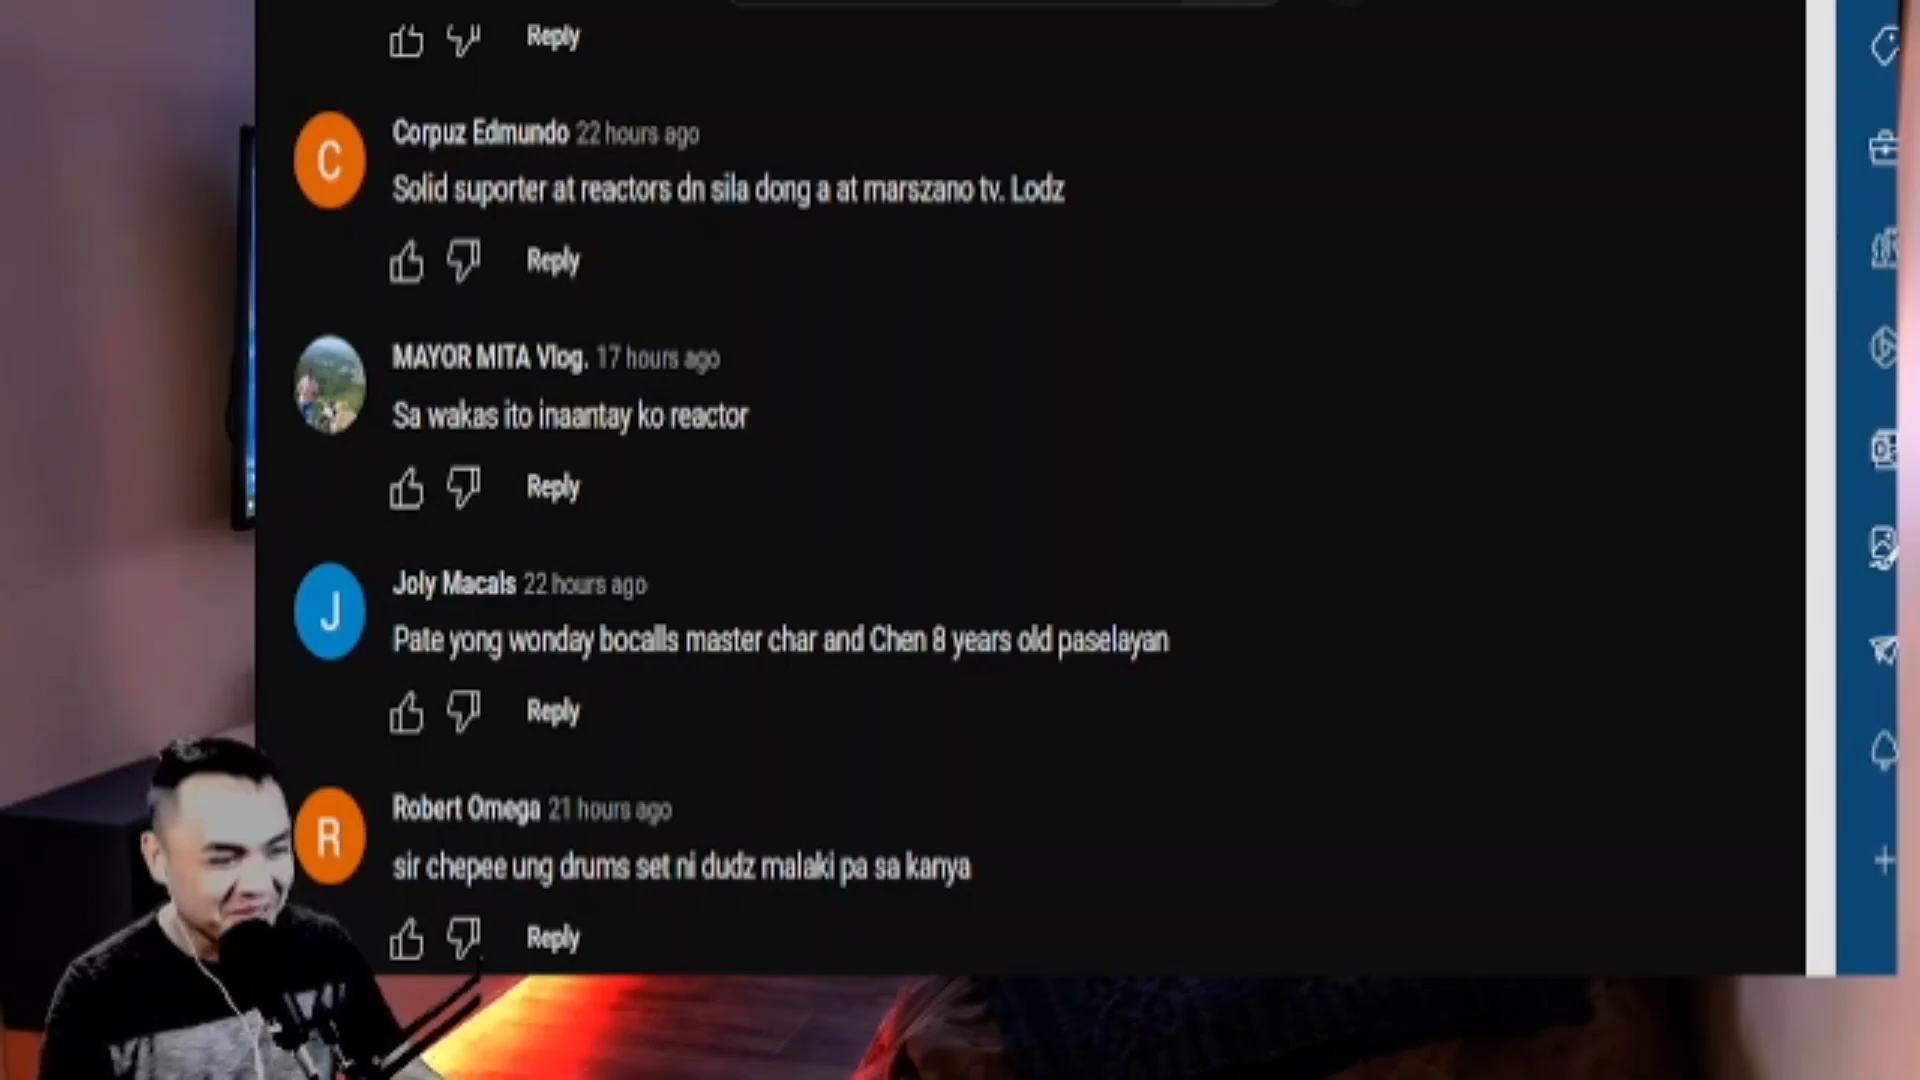 Reply
C
Corpuz Edmundo 22 hours ago
Solid suporter at reactors dn sila dong a at marszano tv. Lodz
Reply
MAYOR MITA Vlog. 17 hours ago
Sa wakas ito inaantay ko reactor
Reply
J
Joly Macals 22 hours ago
Pate yong wonday bocalls master char and Chen 8 years old paselayan
Reply
R
Robert Omega 21 hours ago
sir chepee ung drums set ni dudz malaki pa sa kanya
Reply